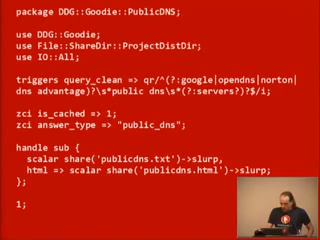 package DDG::Goodie::PublicDNS;
use DDG::Goodie;
use File::ShareDir::ProjectDistDir;
use IO::All;
triggers query_clean => qr/^(?:google|opendns|norton|
dns advantage)?\s*public dns\s*(?:servers?)?$/i;
zci is_cached => 1;
zci answer_type => "public_dns";
handle sub {
scalar share('publicdns.txt')->slurp,
html => scalar share('publicdns.html')->slurp;
};
1;